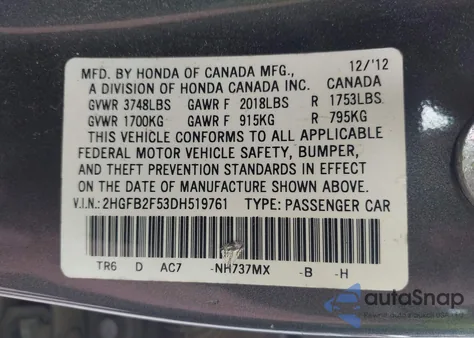 12/'12
MFD. BY HONDA OF CANADA MFG.,
A DIVISION OF HONDA CANADA INC. CANADA
GVWR 3748LBS GAWR F 2018LBS R 1753LBS
GVWR 1700KG GAWR F 915KG R 795KG
THIS VEHICLE CONFORMS TO ALL APPLICABLE
FEDERAL MOTOR VEHICLE SAFETY, BUMPER,
AND THEFT PREVENTION STANDARDS IN EFFECT ON
THE DATE OF MANUFACTURE SHOWN ABOVE.
V.I.N.: 2HGFB2F53DH519761 TYPE: PASSENGER CAR
TR6 D AC7 -NH737MX -B -H
autoSnap